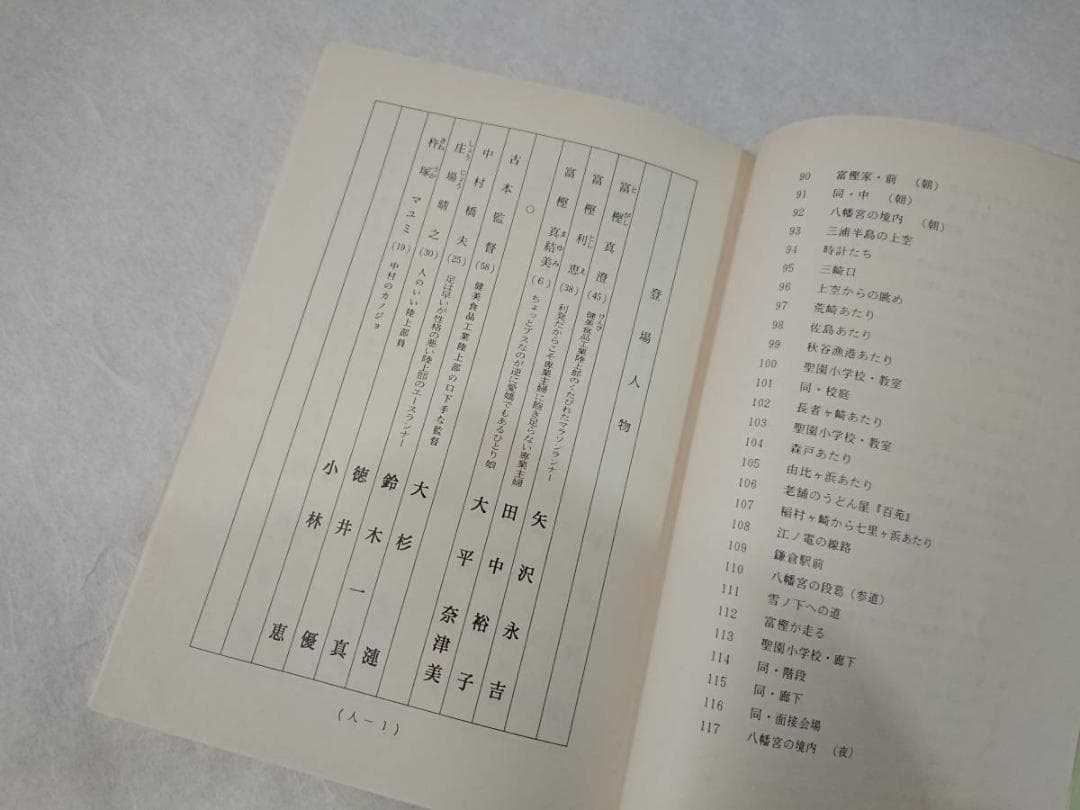 登場人物
富樫真澄(45) 健美食品工業陸上部のくたびれたマラソンランナー 矢沢永吉
富樫利恵(38) 利発だからこそ専業主婦に飽き足らない専業主婦 田中裕子
富樫真結美(6) ちょっとブスなのが逆に愛嬌でもあるひとり娘 大平奈津美
○
古本監督(58) 健美食品工業陸上部の口下手な監督 大杉漣
中村橋夫(25) 足は早いが性格の悪い陸上部のエースランナー 鈴木一真
庄場晴之(30) 人のいい陸上部員 徳井優
杵塚マユミ(19) 中村のカノジョ 小林恵
(人－1)
90 富樫家・前 (朝)
91 同・中 (朝)
92 八幡宮の境内 (朝)
93 三浦半島の上空
94 時計たち
95 三崎口
96 上空からの眺め
97 荒崎あたり
98 佐島あたり
99 秋谷漁港あたり
100 聖園小学校・教室
101 同・校庭
102 長者ヶ崎あたり
103 聖園小学校・教室
104 森戸あたり
105 由比ヶ浜あたり
106 老舗のうどん屋『百苑』
107 稲村ヶ崎から七里ヶ浜あたり
108 江ノ電の線路
109 鎌倉駅前
110 八幡宮の段葛(参道)
111 雪ノ下への道
112 富樫が走る
113 聖園小学校・廊下
114 同・階段
115 同・廊下
116 同・面接会場
117 八幡宮の境内 (夜)